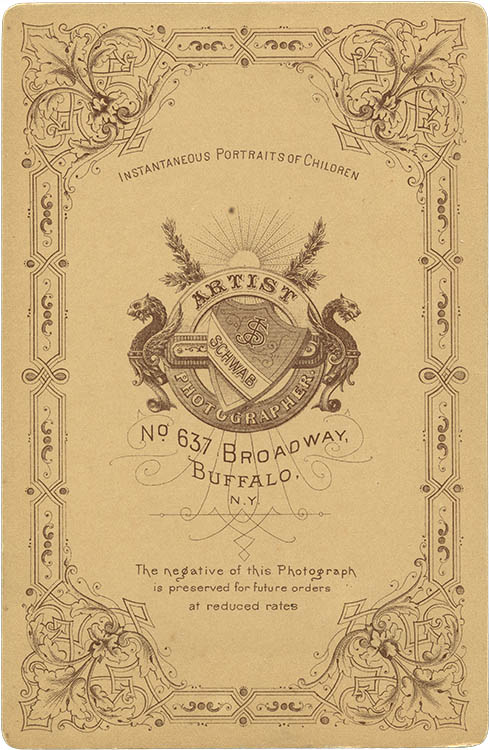 INSTANTANEOUS PORTRAITS OF CHILDREN
ARTIST
JS
SCHWAB
PHOTOGRAPHER.
No 637 BROADWAY,
BUFFALO,
N.Y.
The negative of this Photograph
is preserved for future orders
at reduced rates